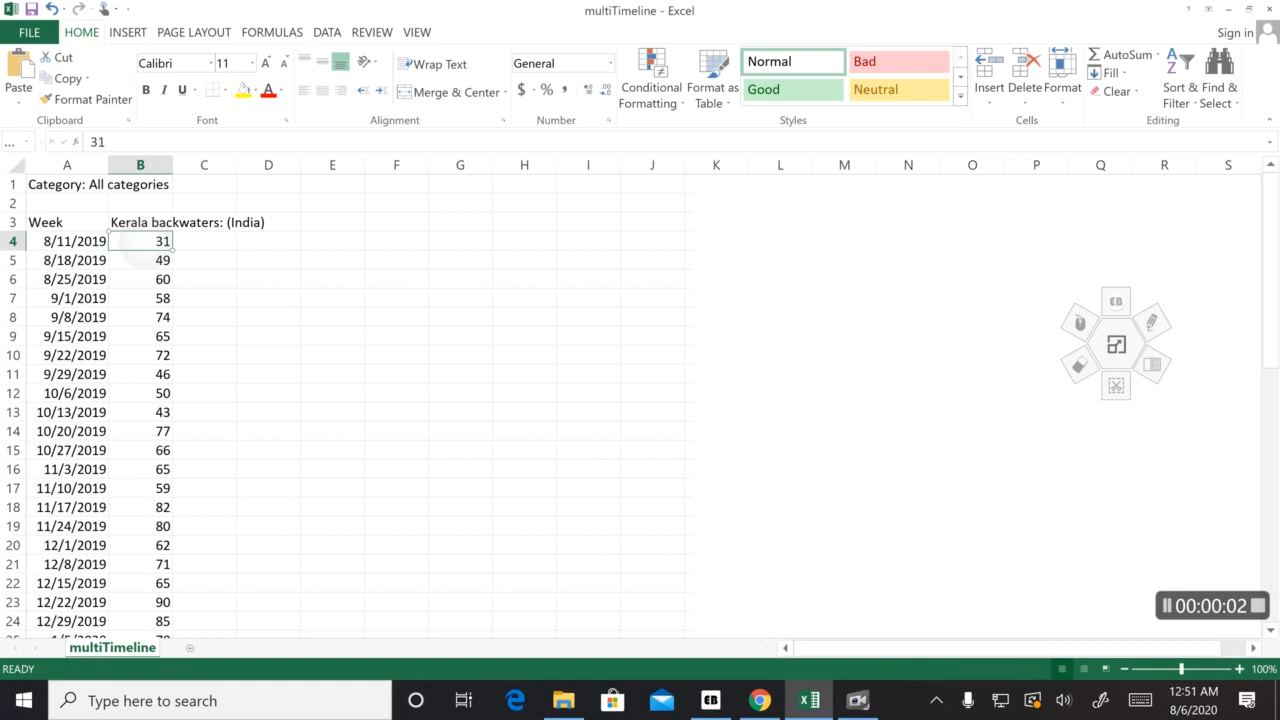 multiTimeline - Excel
?
FILE HOME INSERT PAGE LAYOUT FORMULAS DATA REVIEW VIEW Sign in
Paste Cut
Copy
Format Painter
Clipboard
Calibri 11
B I U A
Font
Wrap Text
Merge & Center
Alignment
General
$ % ,
Number
Conditional Formatting
Format as Table
Normal Bad
Good Neutral
Styles
Insert Delete Format
Cells
AutoSum
Fill
Clear
Sort & Filter
Find & Select
Editing
... fx 31
A B C D E F G H I J K L M N O P Q R S
1 Category: All categories
2
3 Week Kerala backwaters: (India)
4 8/11/2019 31
5 8/18/2019 49
6 8/25/2019 60
7 9/1/2019 58
8 9/8/2019 74
9 9/15/2019 65
10 9/22/2019 72
11 9/29/2019 46
12 10/6/2019 50
13 10/13/2019 43
14 10/20/2019 77
15 10/27/2019 66
16 11/3/2019 65
17 11/10/2019 59
18 11/17/2019 82
19 11/24/2019 80
20 12/1/2019 62
21 12/8/2019 71
22 12/15/2019 65
23 12/22/2019 90
24 12/29/2019 85
EB
00:00:02
multiTimeline
READY 100%
Type here to search
EB
12:51 AM
8/6/2020